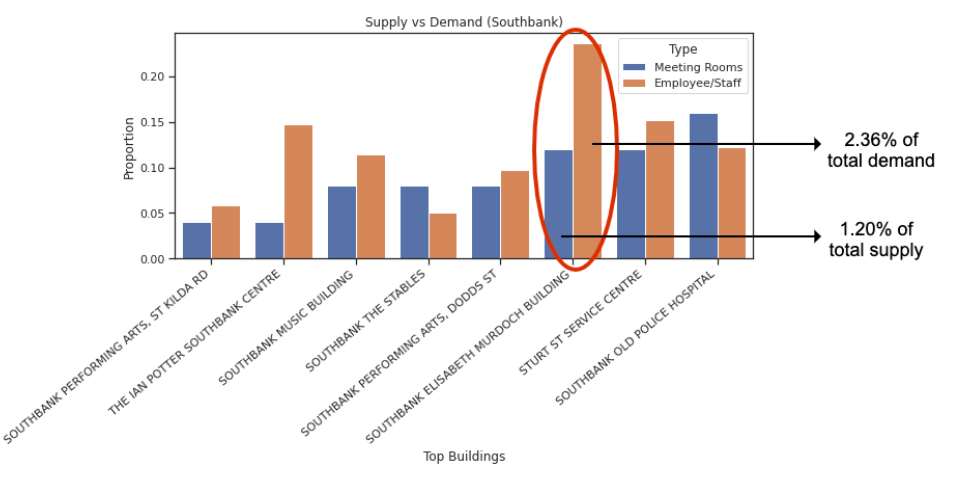 Supply vs Demand (Southbank)
Type
Meeting Rooms
Employee/Staff
Proportion
0.20
0.15
0.10
0.05
0.00
2.36% of
total demand
1.20% of
total supply
SOUTHBANK PERFORMING ARTS, ST KILDA RD
THE IAN POTTER SOUTHBANK CENTRE
SOUTHBANK MUSIC BUILDING
SOUTHBANK THE STABLES
SOUTHBANK PERFORMING ARTS, DODDS ST
SOUTHBANK ELISABETH MURDOCH BUILDING
STURT ST SERVICE CENTRE
SOUTHBANK OLD POLICE HOSPITAL
Top Buildings